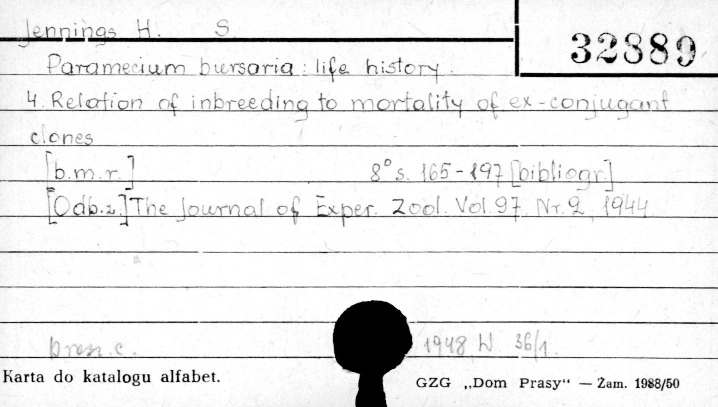 Jennings H. S
32889
Paramecium bursaria: life history.
4. Relation of inbreeding to mortality of ex-conjugant
clones
[b.m.r.] 8° s. 165-197 [bibliogr.]
[Odb.z.] The Journal of Exper. Zool. Vol. 97. Nr. 2, 1944
1948, W 36/1
Karta do katalogu alfabet.
GZG „Dom Prasy“ — Żam. 1988/50